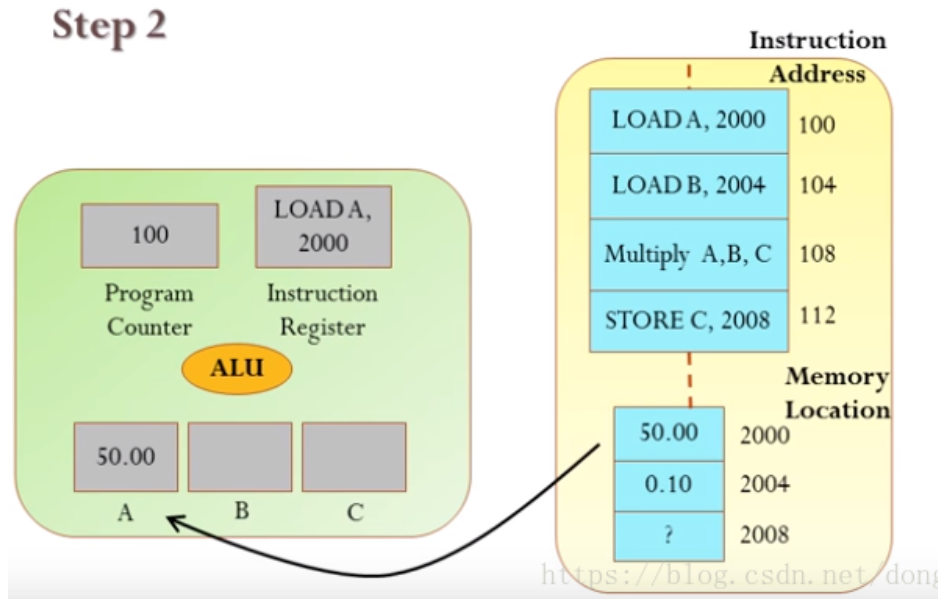 Step 2
Instruction
Address
LOAD A, 2000
100
LOAD B, 2004
104
Multiply A,B, C
108
STORE C, 2008
112
Memory
Location
50.00
2000
0.10
2004
?
2008
100
Program
Counter
LOAD A,
2000
Instruction
Register
ALU
50.00
A
B
C
https://blog.csdn.net/dong